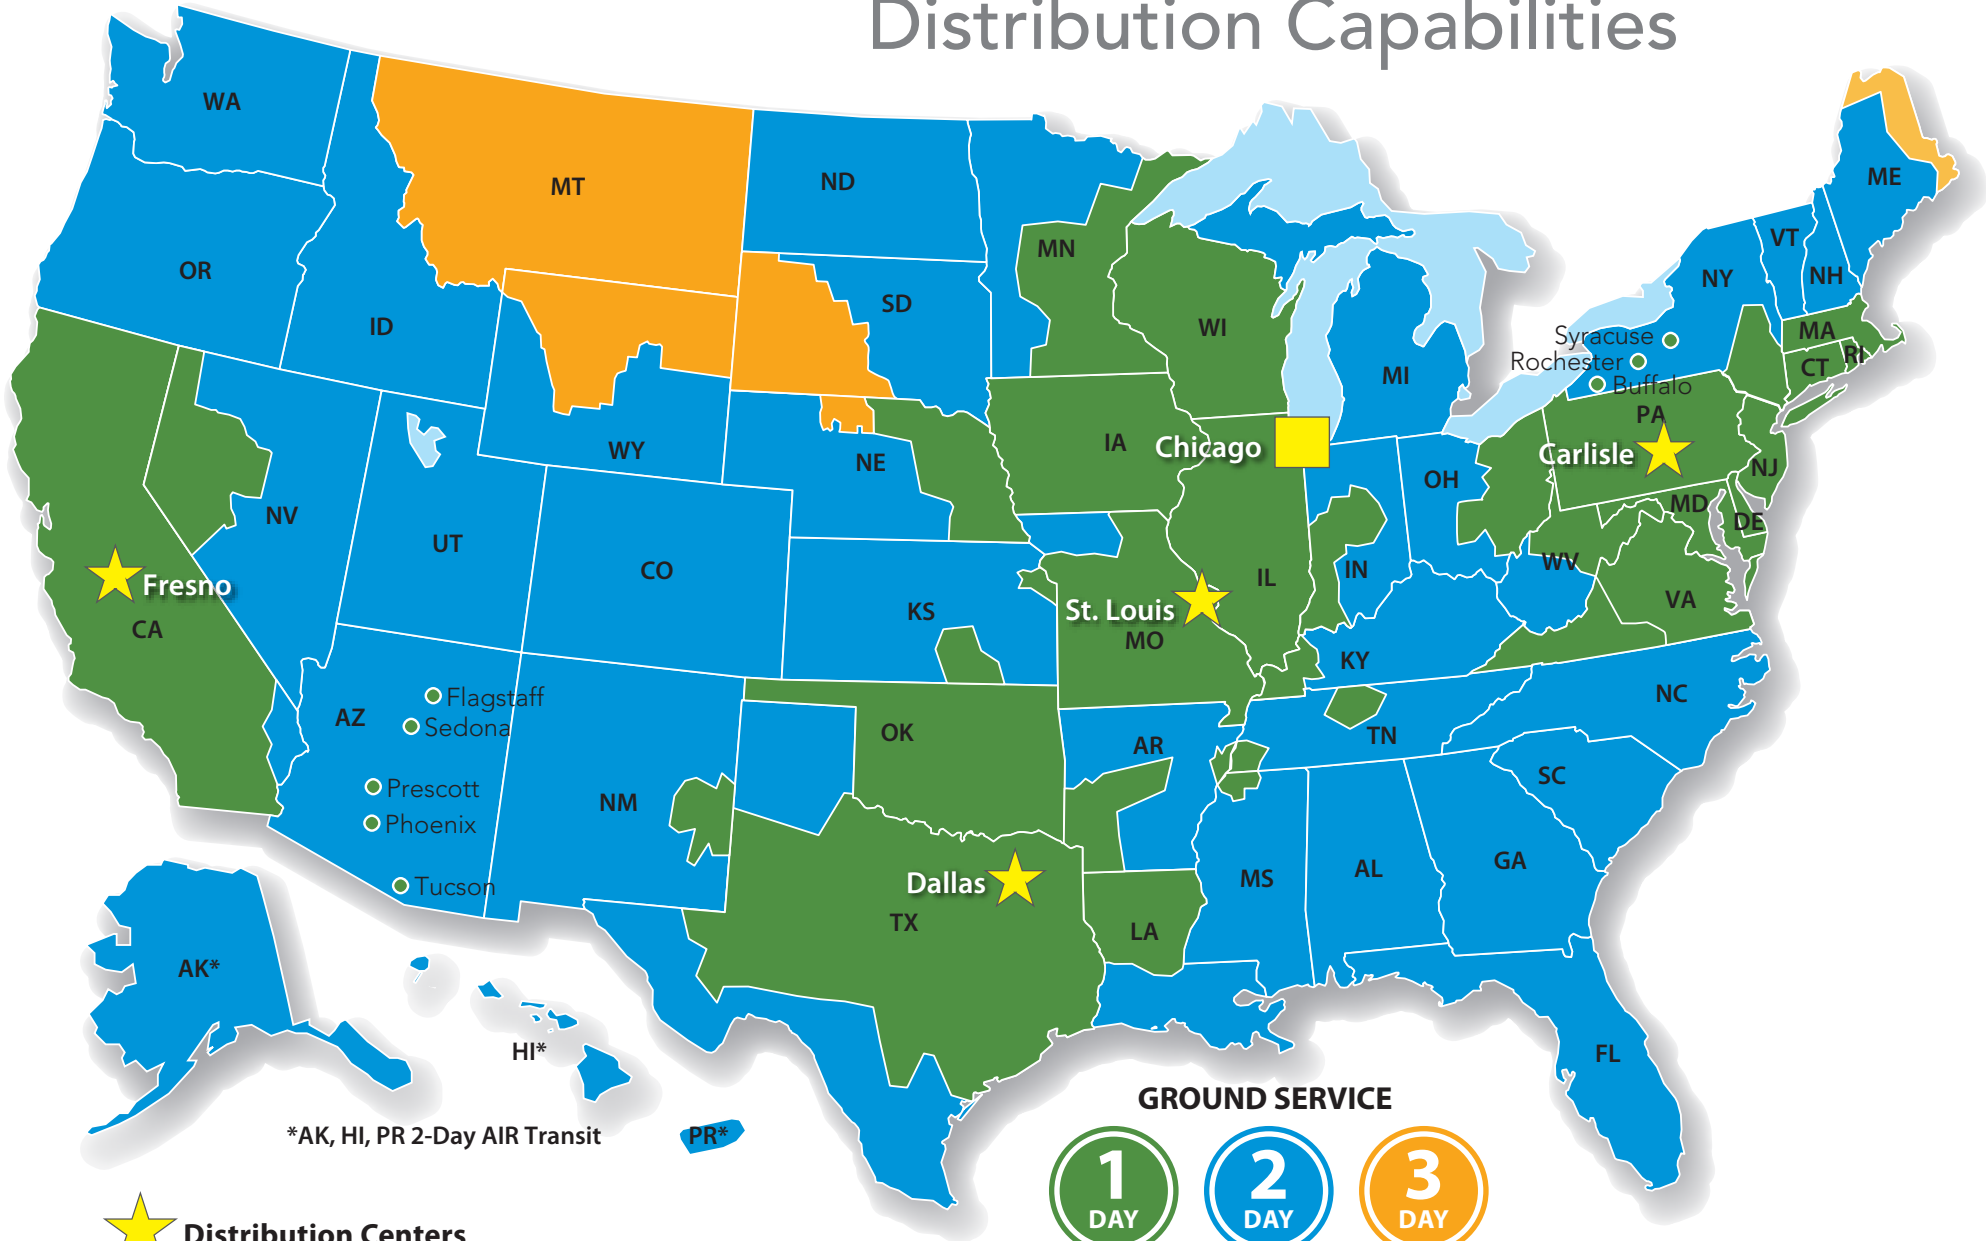 Distribution Capabilities
WA
MT
ND
MN
ME
VT
NH
NY
OR
ID
SD
WI
MI
Syracuse
Rochester
Buffalo
MA
CT
RI
PA
Carlisle
NJ
MD
DE
WY
NE
IA
Chicago
OH
NV
UT
CO
KS
IL
IN
WV
VA
Fresno
CA
St. Louis
MO
KY
NC
Flagstaff
Sedona
AZ
Prescott
Phoenix
Tucson
NM
OK
AR
TN
SC
Dallas
TX
LA
MS
AL
GA
FL
AK*
HI*
PR*
*AK, HI, PR 2-Day AIR Transit
GROUND SERVICE
1
DAY
2
DAY
3
DAY
Distribution Centers